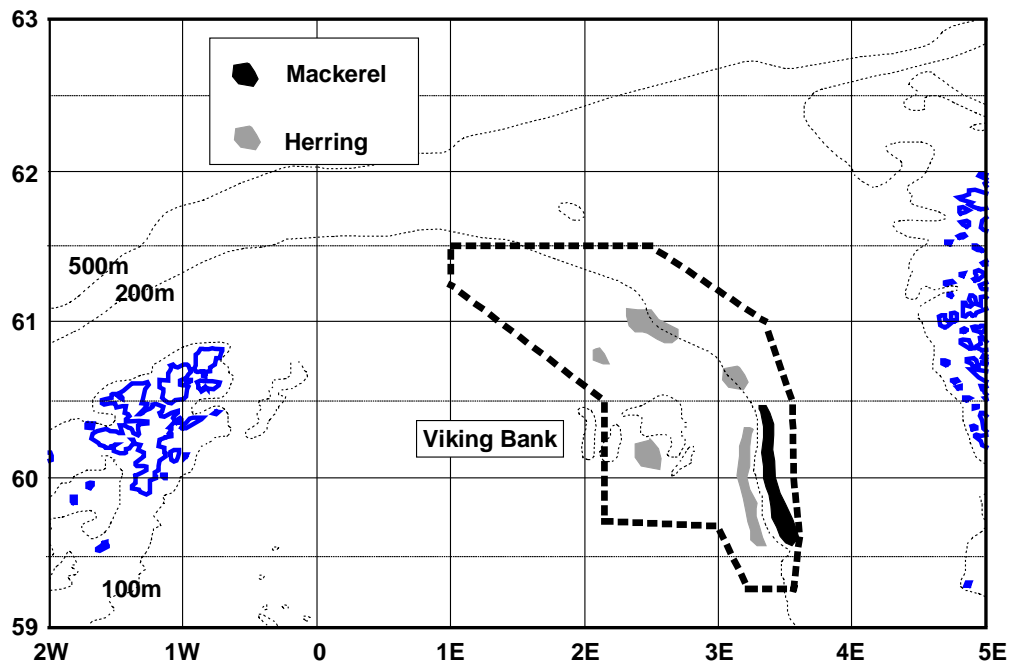 63
Mackerel
Herring
62
500m
200m
61
Viking Bank
60
100m
59
2W 1W 0 1E 2E 3E 4E 5E